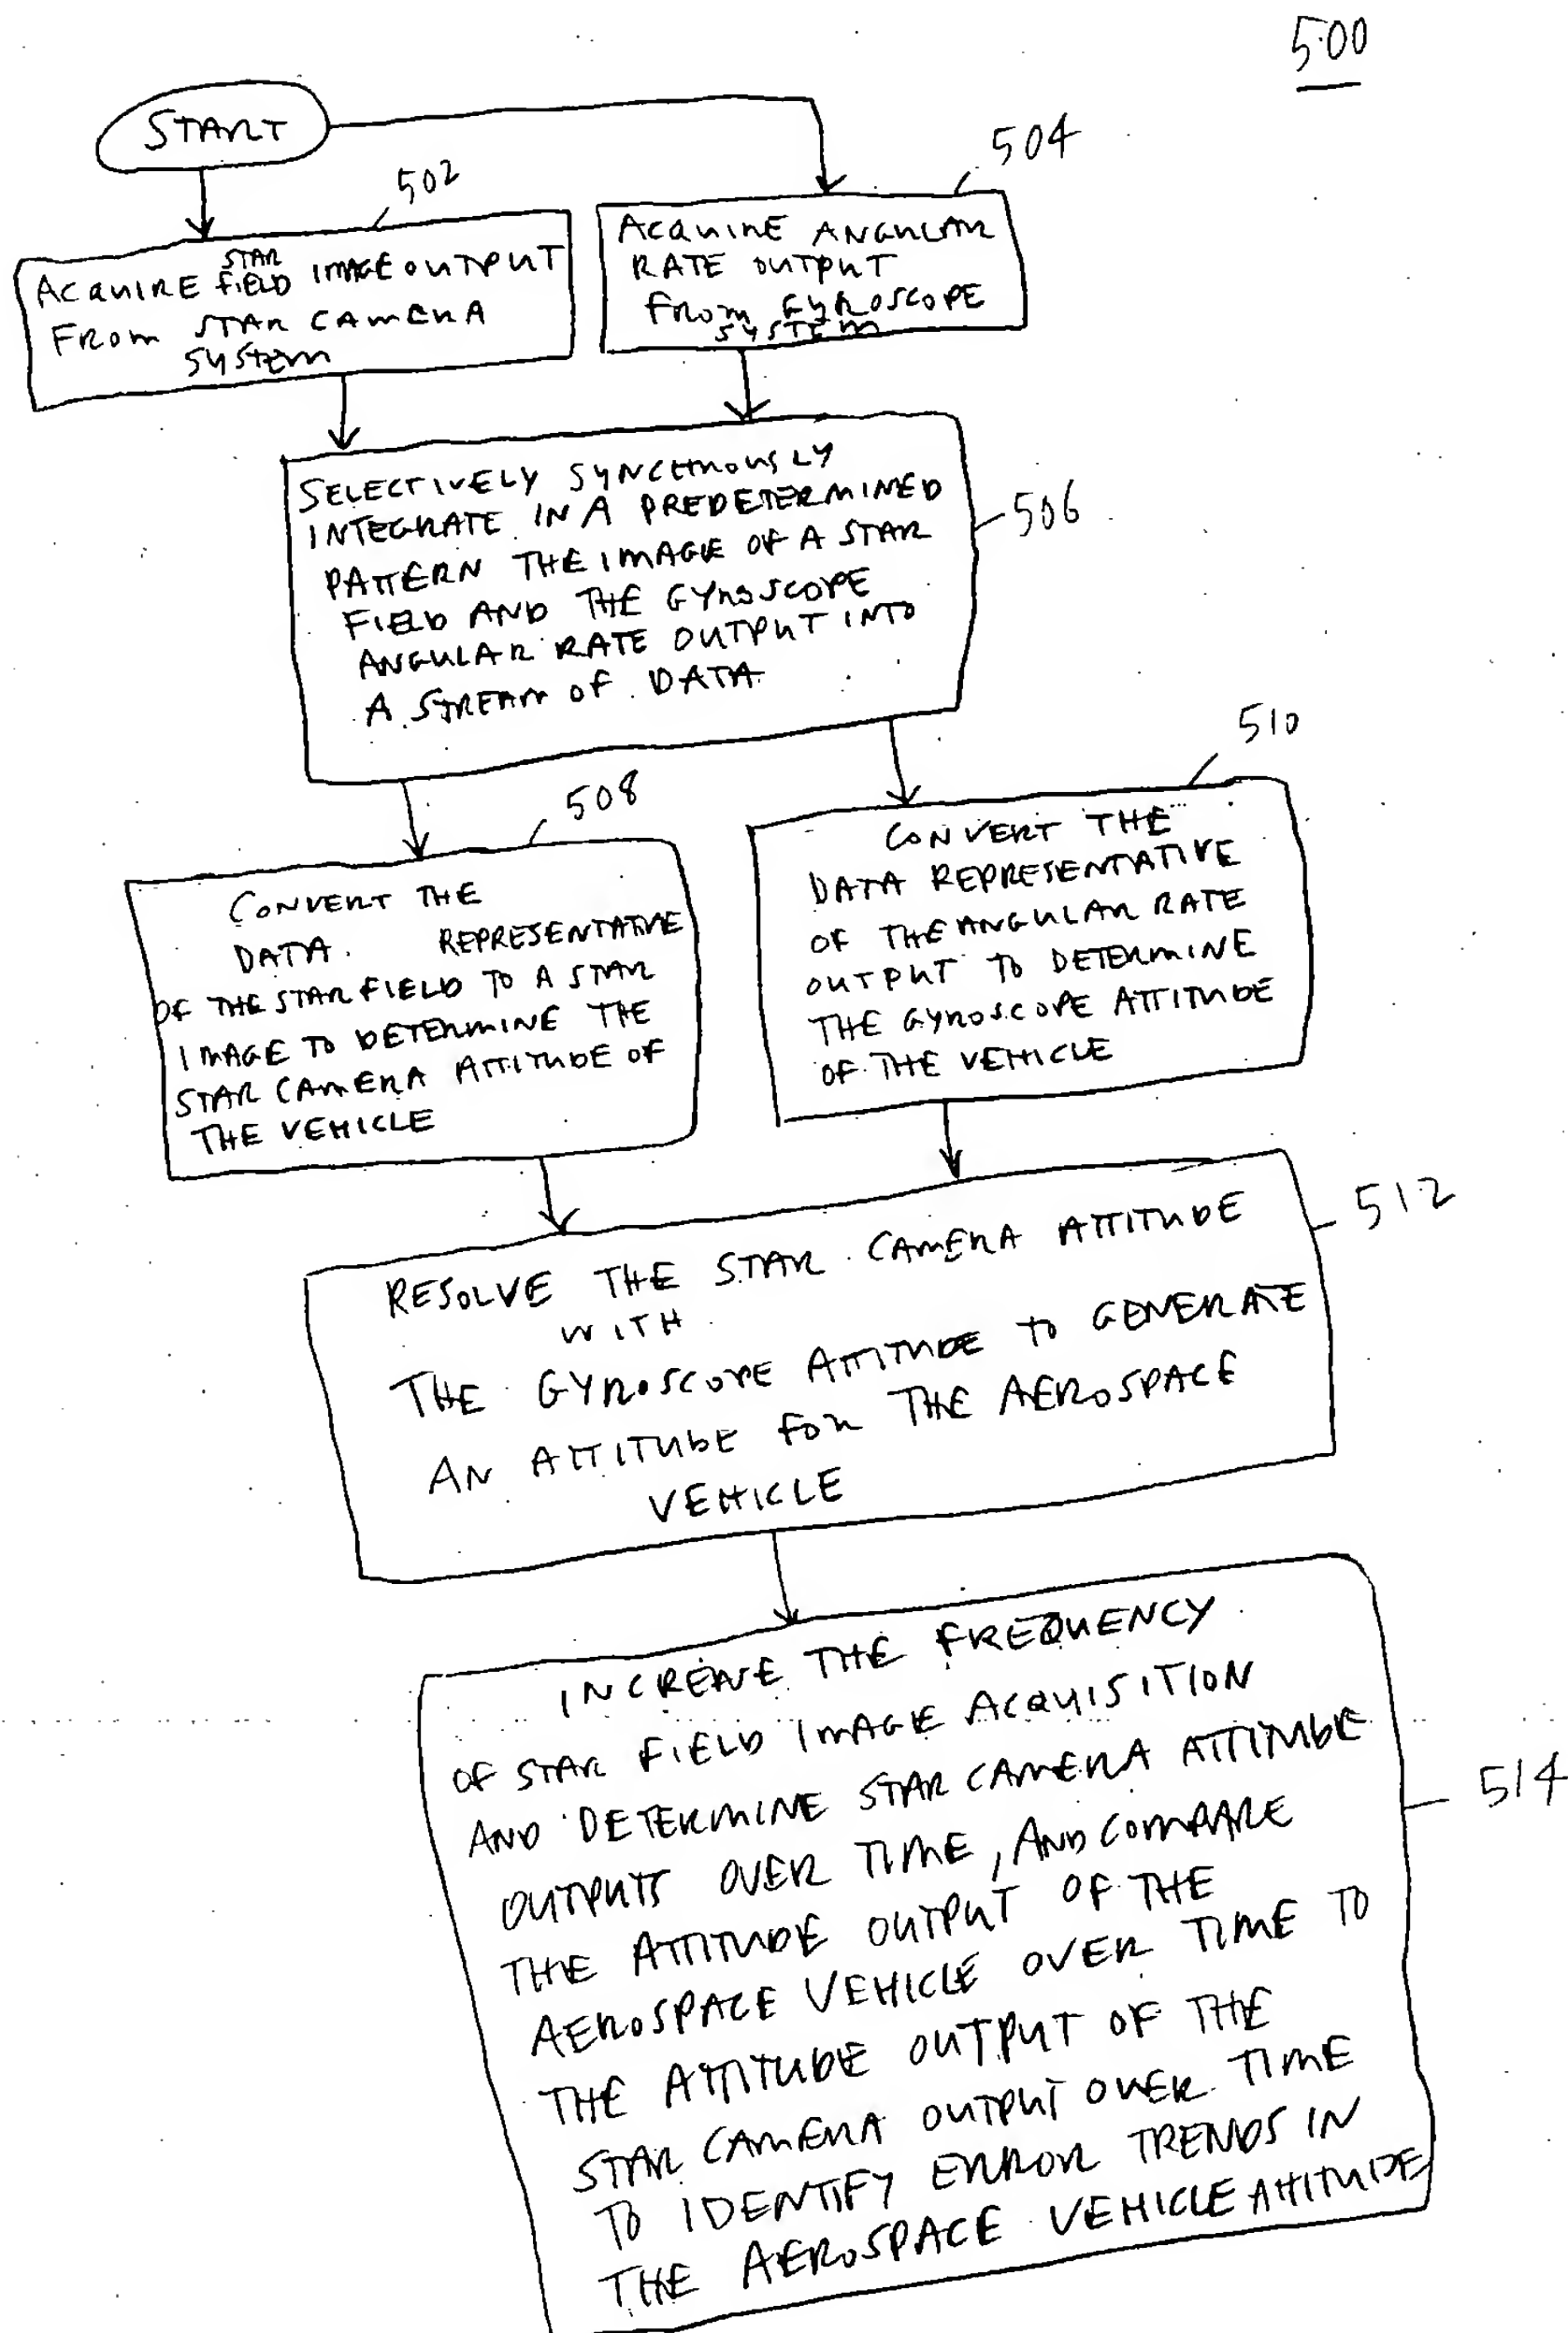 500
START
502
504
ACQUIRE STAR FIELD IMAGE OUTPUT
FROM STAR CAMERA
SYSTEM
ACQUIRE ANGULAR
RATE OUTPUT
FROM GYROSCOPE
SYSTEM
SELECTIVELY SYNCHRONOUSLY
INTEGRATE IN A PREDETERMINED
PATTERN THE IMAGE OF A STAR
FIELD AND THE GYROSCOPE
ANGULAR RATE OUTPUT INTO
A STREAM OF DATA
506
508
510
CONVERT THE
DATA REPRESENTATIVE
OF THE STAR FIELD TO A STAR
IMAGE TO DETERMINE THE
STAR CAMERA ATTITUDE OF
THE VEHICLE
CONVERT THE
DATA REPRESENTATIVE
OF THE ANGULAR RATE
OUTPUT TO DETERMINE
THE GYROSCOPE ATTITUDE
OF THE VEHICLE
512
RESOLVE THE STAR CAMERA ATTITUDE
WITH
THE GYROSCOPE ATTITUDE TO GENERATE
AN ATTITUDE FOR THE AEROSPACE
VEHICLE
INCREASE THE FREQUENCY
OF STAR FIELD IMAGE ACQUISITION
AND DETERMINE STAR CAMERA ATTITUDE
OUTPUTS OVER TIME, AND COMPARE
THE ATTITUDE OUTPUT OF THE
AEROSPACE VEHICLE OVER TIME TO
THE ATTITUDE OUTPUT OF THE
STAR CAMERA OUTPUT OVER TIME
TO IDENTIFY ERROR TRENDS IN
THE AEROSPACE VEHICLE ATTITUDE
514